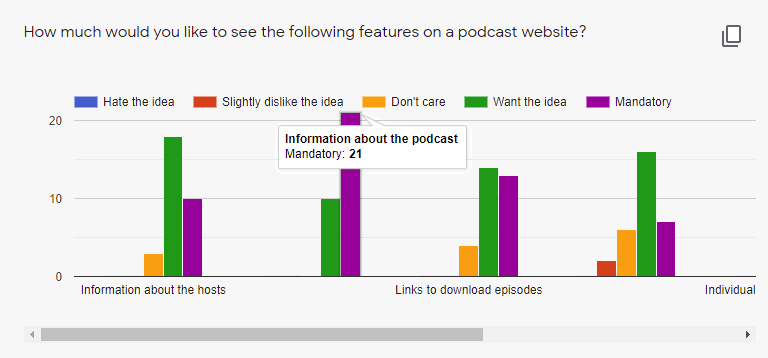 How much would you like to see the following features on a podcast website?
Hate the idea Slightly dislike the idea Don't care Want the idea Mandatory
20
Information about the podcast
Mandatory: 21
10
0
Information about the hosts Links to download episodes Individual